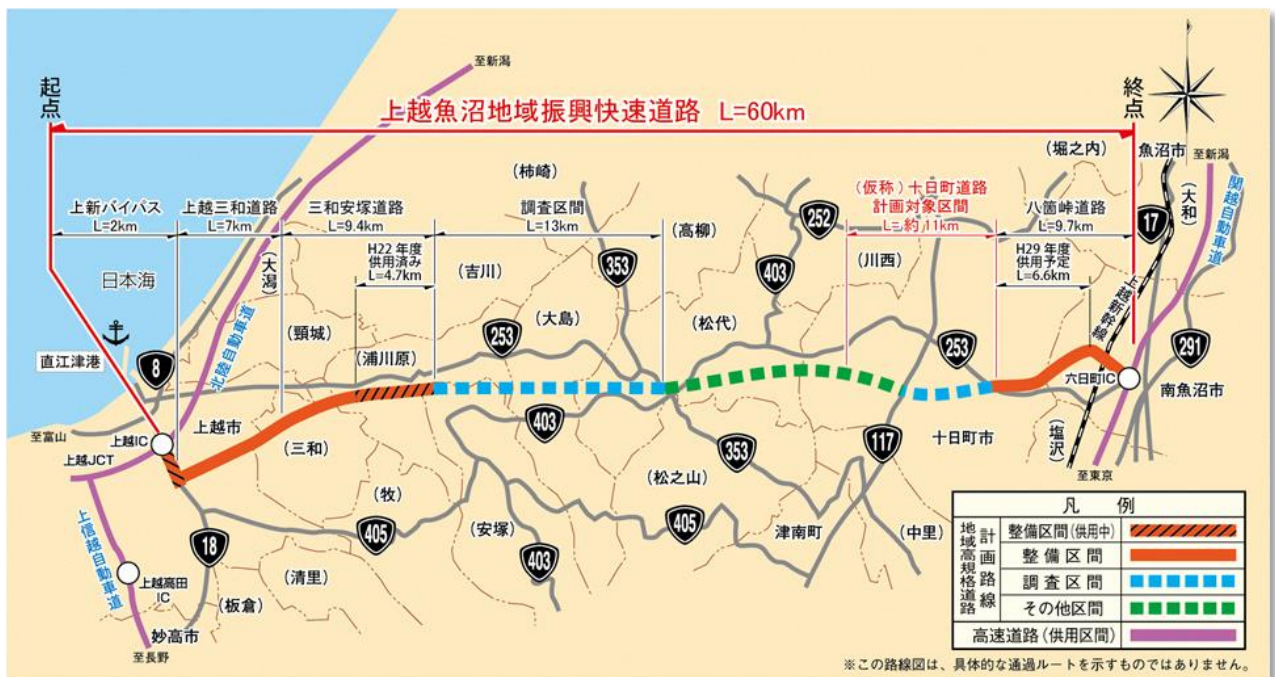 起点
終点
上越魚沼地域振興快速道路 L=60km
至新潟
(堀之内)
魚沼市
至新潟
(大和)
関越自動車道
上新バイパス
L=2km
上越三和道路
L=7km
三和安塚道路
L=9.4km
H22年度
供用済み
L=4.7km
(柿崎)
調査区間
L=13km
(高柳)
(仮称)十日町道路
計画対象区間
L=約11km
八箇峠道路
L=9.7km
H29年度
供用予定
L=6.6km
252
17
353
403
(川西)
日本海
(大潟)
(吉川)
上越新幹線
(頸城)
253
(大島)
(松代)
253
(浦川原)
北陸自動車道
直江津港
8
291
六日町IC
南魚沼市
至富山
上越IC
上越市
上越JCT
(三和)
403
353
117
十日町市
(塩沢)
至東京
(牧)
(松之山)
上信越自動車道
18
405
(安塚)
403
405
津南町
(中里)
上越高田
IC
(清里)
(板倉)
妙高市
至長野
凡例
地域高規格道路
計画路線
整備区間(供用中)
整備区間
調査区間
その他区間
高速道路(供用区間)
※この路線図は、具体的な通過ルートを示すものではありません。